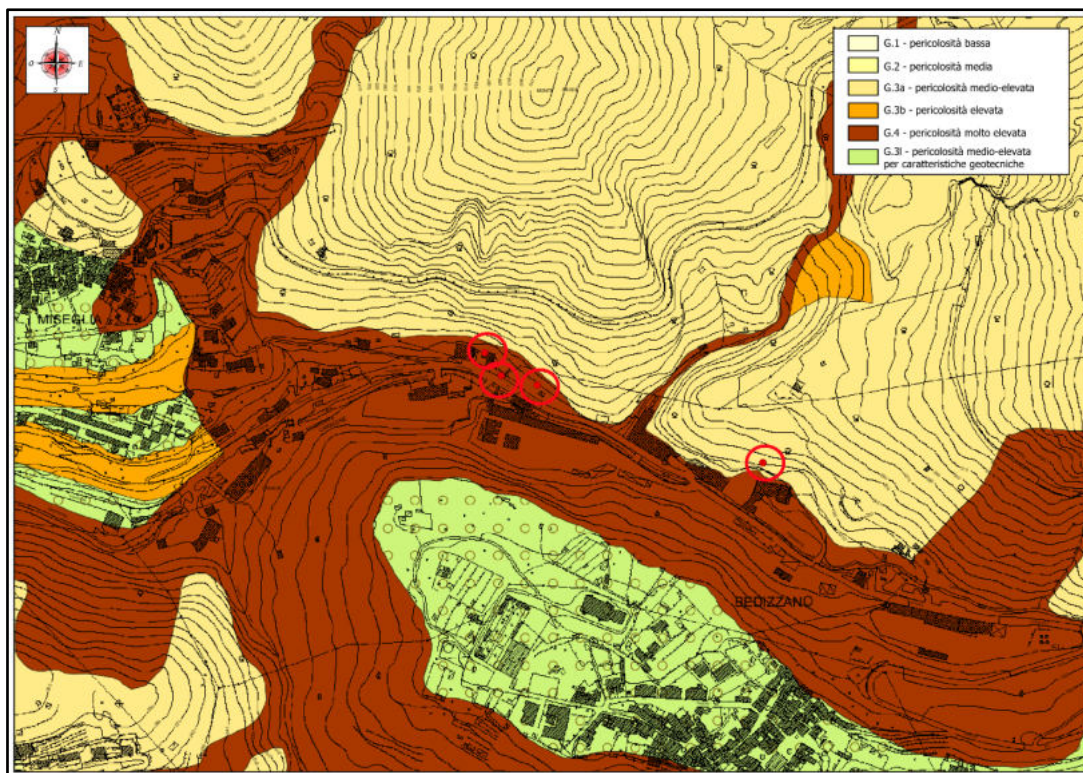 N
O E
S
G.1 - pericolosità bassa
G.2 - pericolosità media
G.3a - pericolosità medio-elevata
G.3b - pericolosità elevata
G.4 - pericolosità molto elevata
G.3l - pericolosità medio-elevata
per caratteristiche geotecniche
MISEGLIA
BEDIZZANO